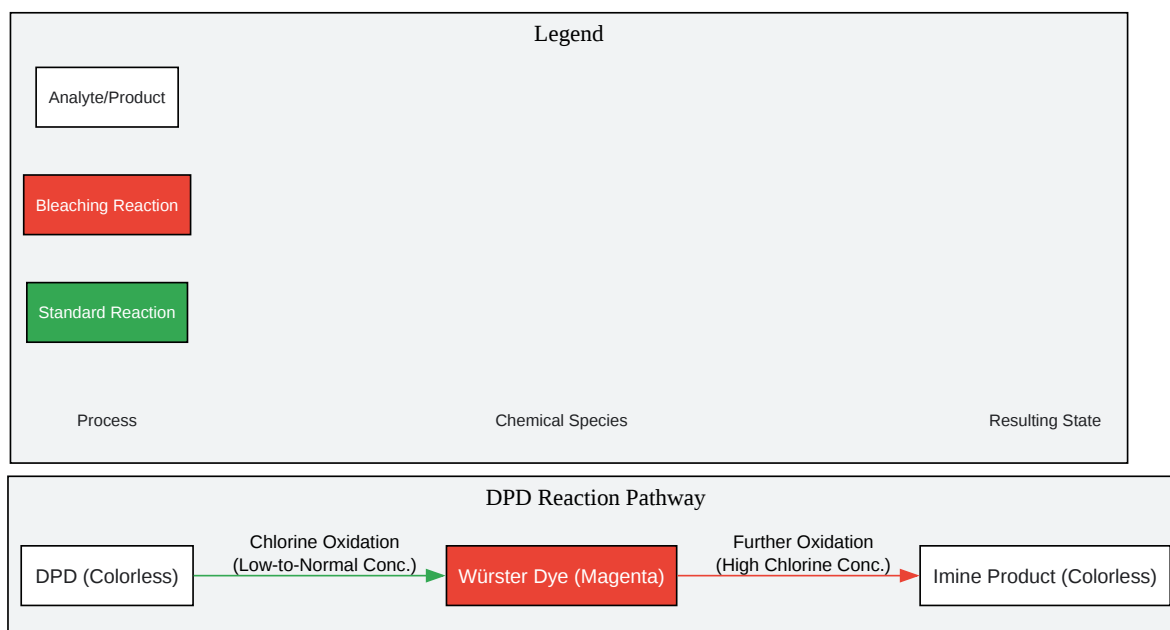 Legend
Analyte/Product
Bleaching Reaction
Standard Reaction
Process
Chemical Species
Resulting State
DPD Reaction Pathway
DPD (Colorless)
Chlorine Oxidation
(Low-to-Normal Conc.)
Würster Dye (Magenta)
Further Oxidation
(High Chlorine Conc.)
Imine Product (Colorless)